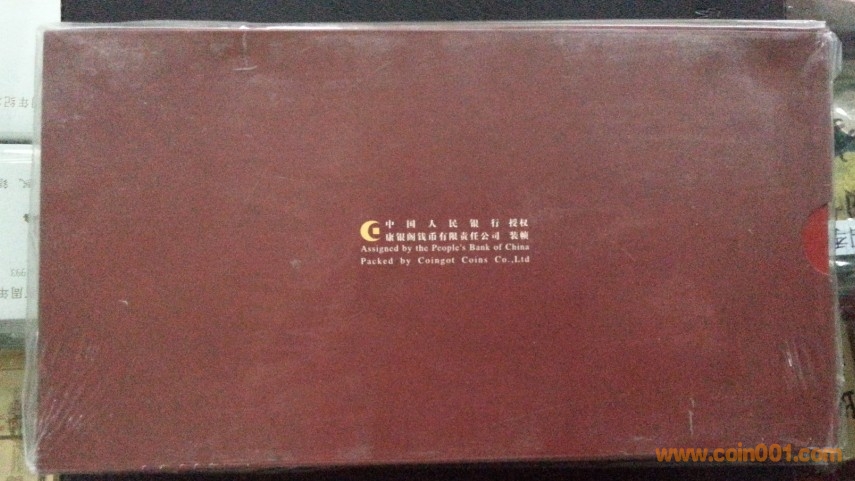 中国人民银行授权
康银阁钱币有限责任公司 装帧
Assigned by the People's Bank of China
Packed by Coingot Coins Co.,Ltd
www.coin001.com